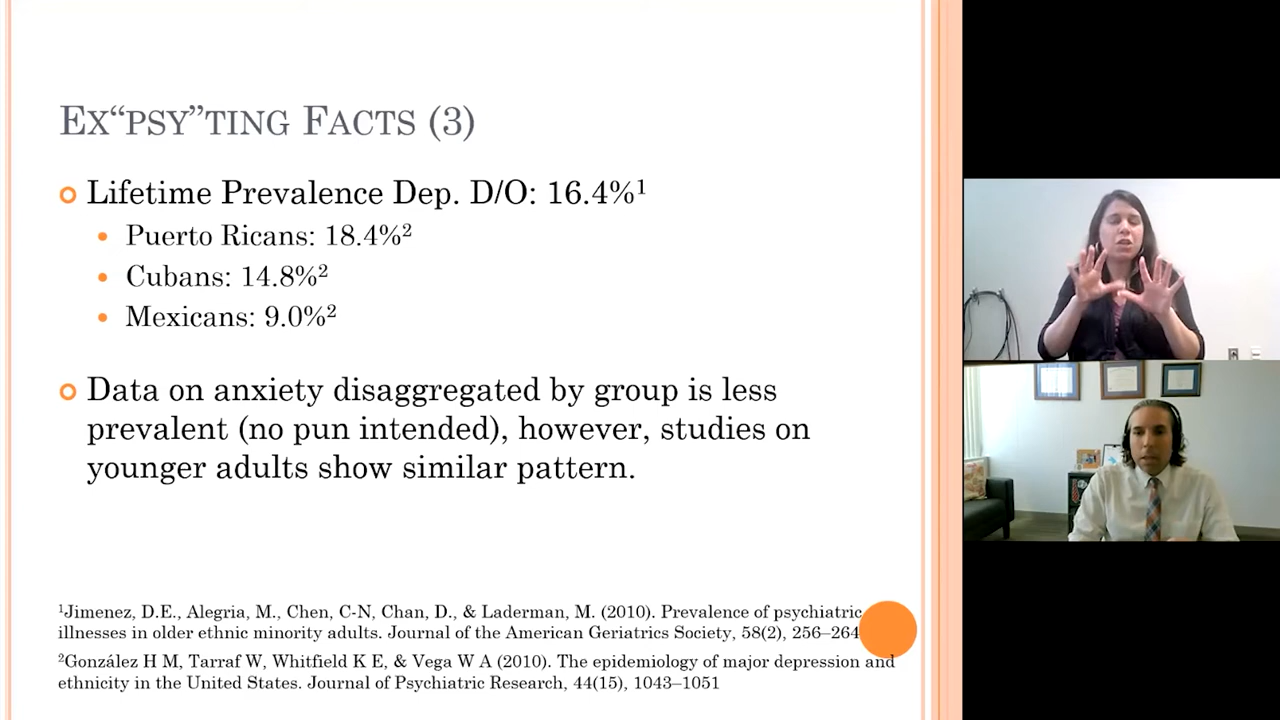 Ex“psy”ting Facts (3)
Lifetime Prevalence Dep. D/O: 16.4%¹
Puerto Ricans: 18.4%²
Cubans: 14.8%²
Mexicans: 9.0%²
Data on anxiety disaggregated by group is less
prevalent (no pun intended), however, studies on
younger adults show similar pattern.
¹Jimenez, D.E., Alegria, M., Chen, C-N, Chan, D., & Laderman, M. (2010). Prevalence of psychiatric
illnesses in older ethnic minority adults. Journal of the American Geriatrics Society, 58(2), 256–264
²González H M, Tarraf W, Whitfield K E, & Vega W A (2010). The epidemiology of major depression and
ethnicity in the United States. Journal of Psychiatric Research, 44(15), 1043–1051